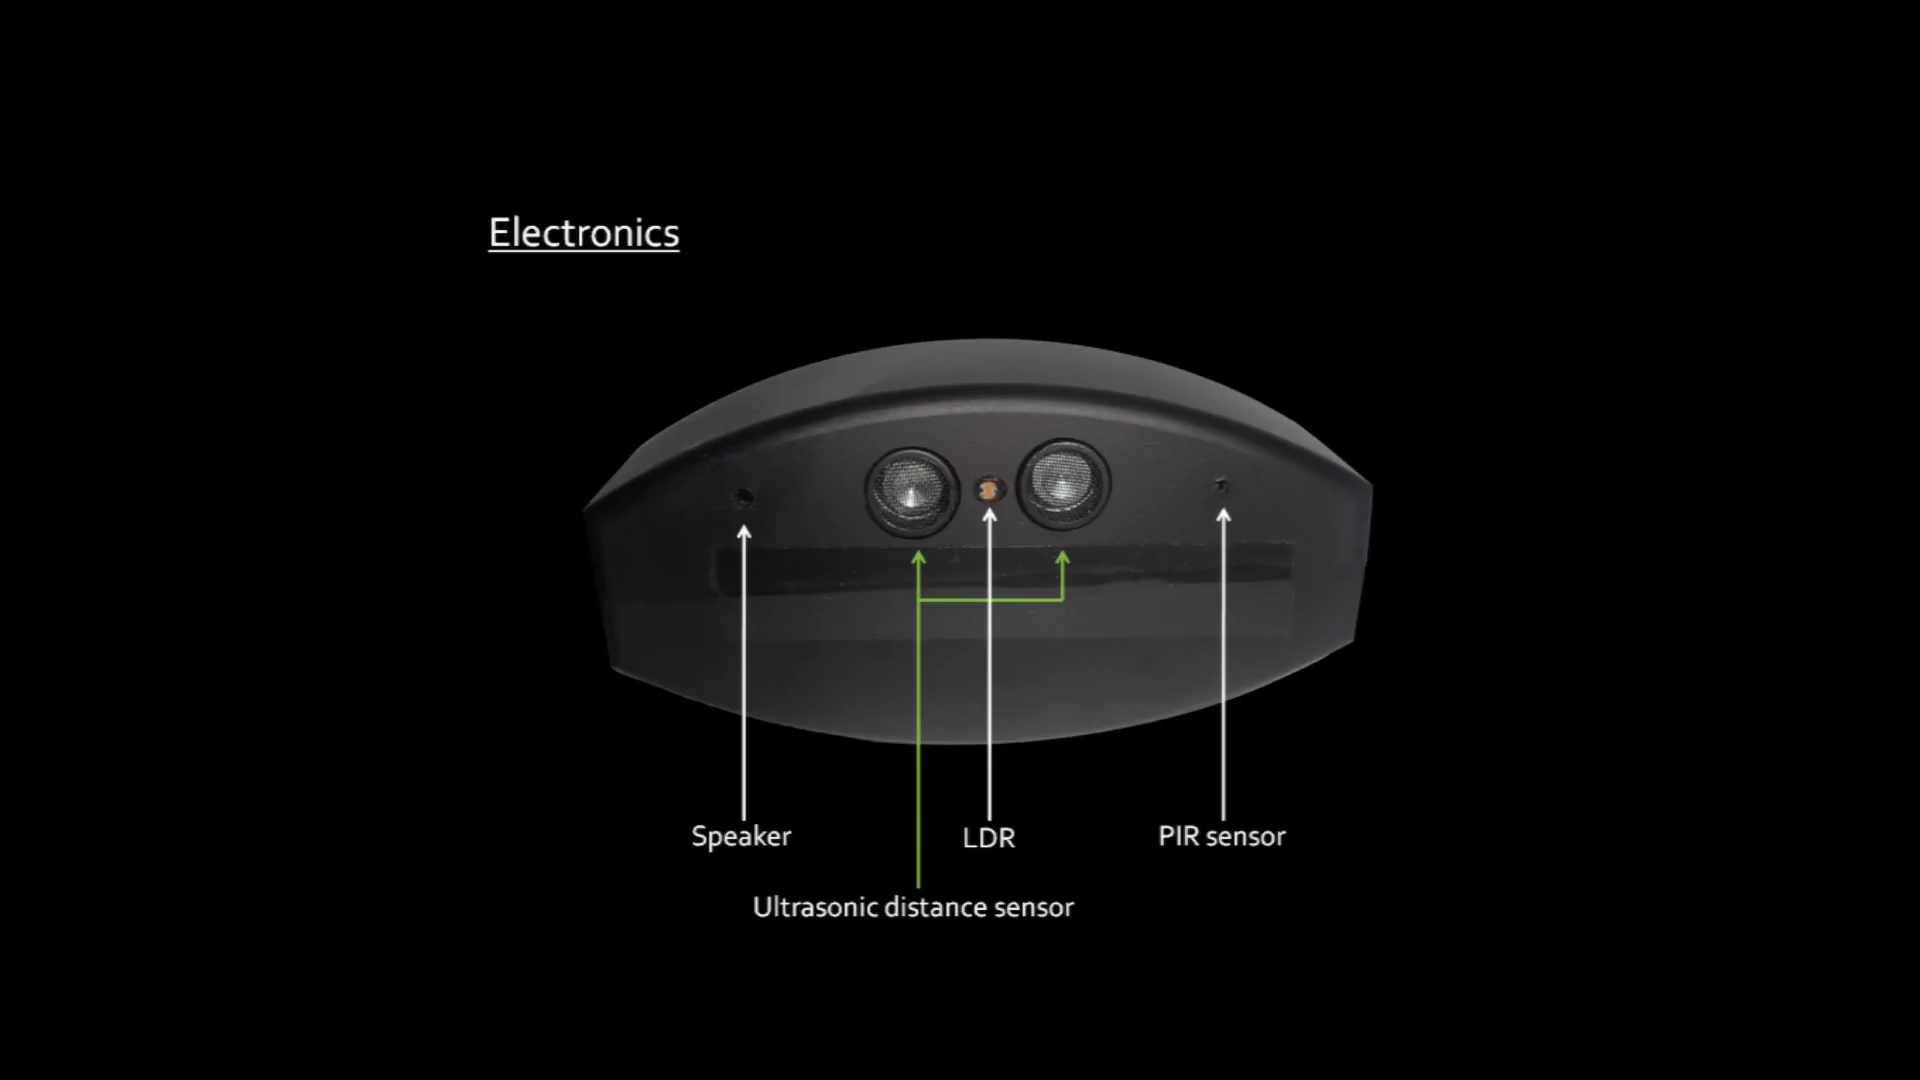 Electronics
Speaker
LDR
PIR sensor
Ultrasonic distance sensor